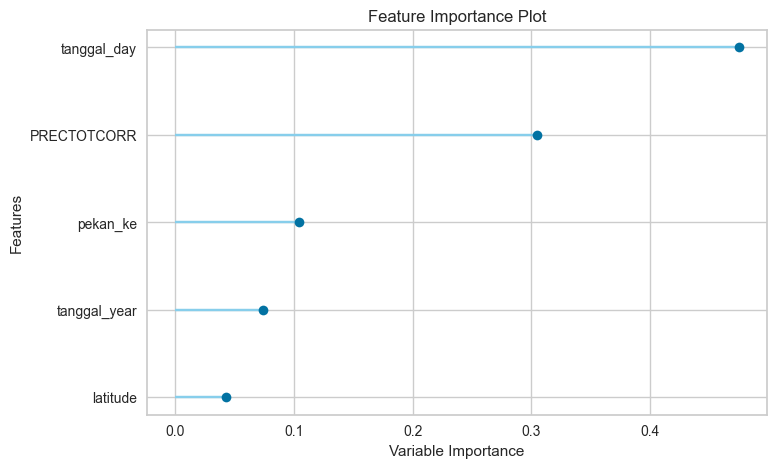 Feature Importance Plot
tanggal_day
PRECTOTCORR
pekan_ke
tanggal_year
latitude
Features
0.0 0.1 0.2 0.3 0.4
Variable Importance